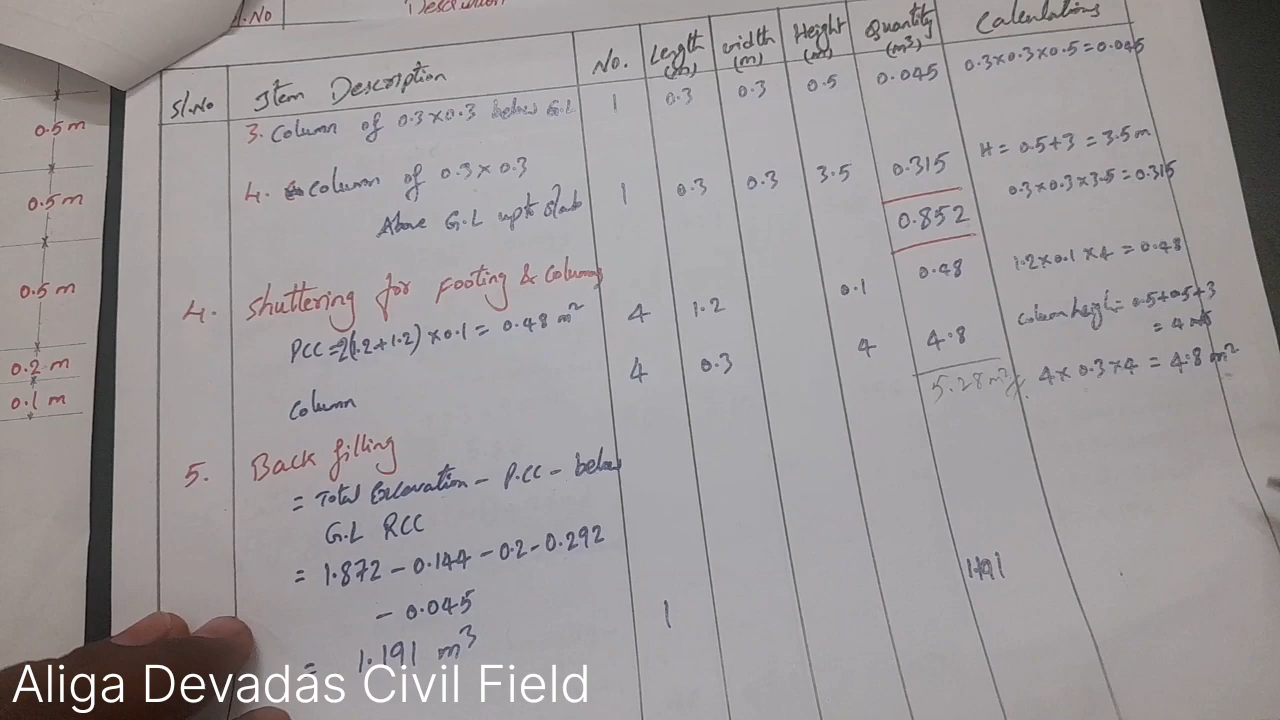 Sl.No
Description
0.5 m
0.5 m
0.5 m
0.2 m
0.1 m
Sl.No Item Description No. Length (m) width (m) Height (m) Quantity (m³) Calculations
3. Column of 0.3×0.3 below G.L 1 0.3 0.3 0.5 0.045 0.3×0.3×0.5=0.045
4. column of 0.3×0.3
Above G.L upto slab 1 0.3 0.3 3.5 0.315 H = 0.5+3 = 3.5 m
0.3×0.3×3.5=0.315
0.852
4. Shuttering for Footing & Columns
PCC=2(1.2+1.2)×0.1= 0.48 m² 4 1.2 0.1 0.48 1.2×0.1×4 = 0.48
Column 4 0.3 4 4.8 Column height = 0.5+0.5+3
= 4
5.28 m² 4×0.3×4 = 4.8 m²
5. Back filling
= Total Excavation - P.CC - below
G.L RCC
= 1.872 - 0.144 - 0.2 - 0.292
- 0.045
= 1.191 m³ 1 1.191
Aliga Devadas Civil Field